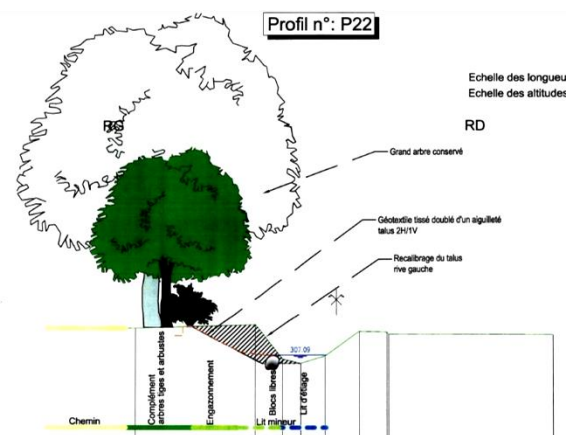 Profil n°: P22
Echelle des longueu
Echelle des altitudes
RG
RD
Grand arbre conservé
Géotextile tissé doublé d'un aiguilleté
talus 2H/1V
Recalibrage du talus
rive gauche
307.09
Complément
arbres tiges et arbustes
Engazonnement
Blocs libres
Lit d'étiage
Chemin
Lit mineur